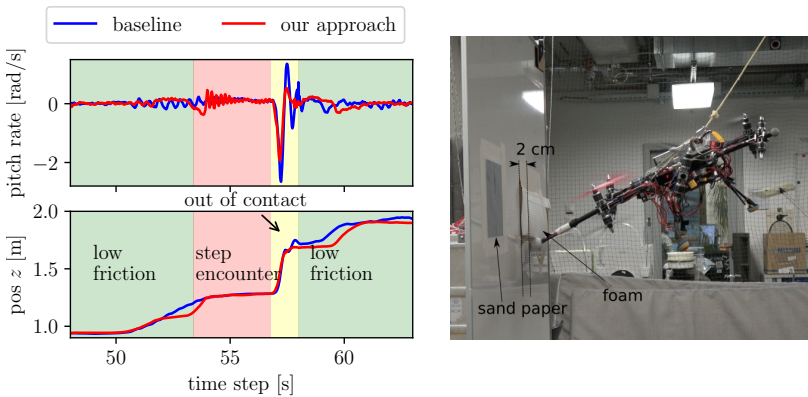 baseline
our approach
pitch rate [rad/s]
0
−2
out of contact
pos z [m]
2.0
1.5
1.0
low
friction
step
encounter
low
friction
50
55
60
time step [s]
2 cm
sand paper
foam